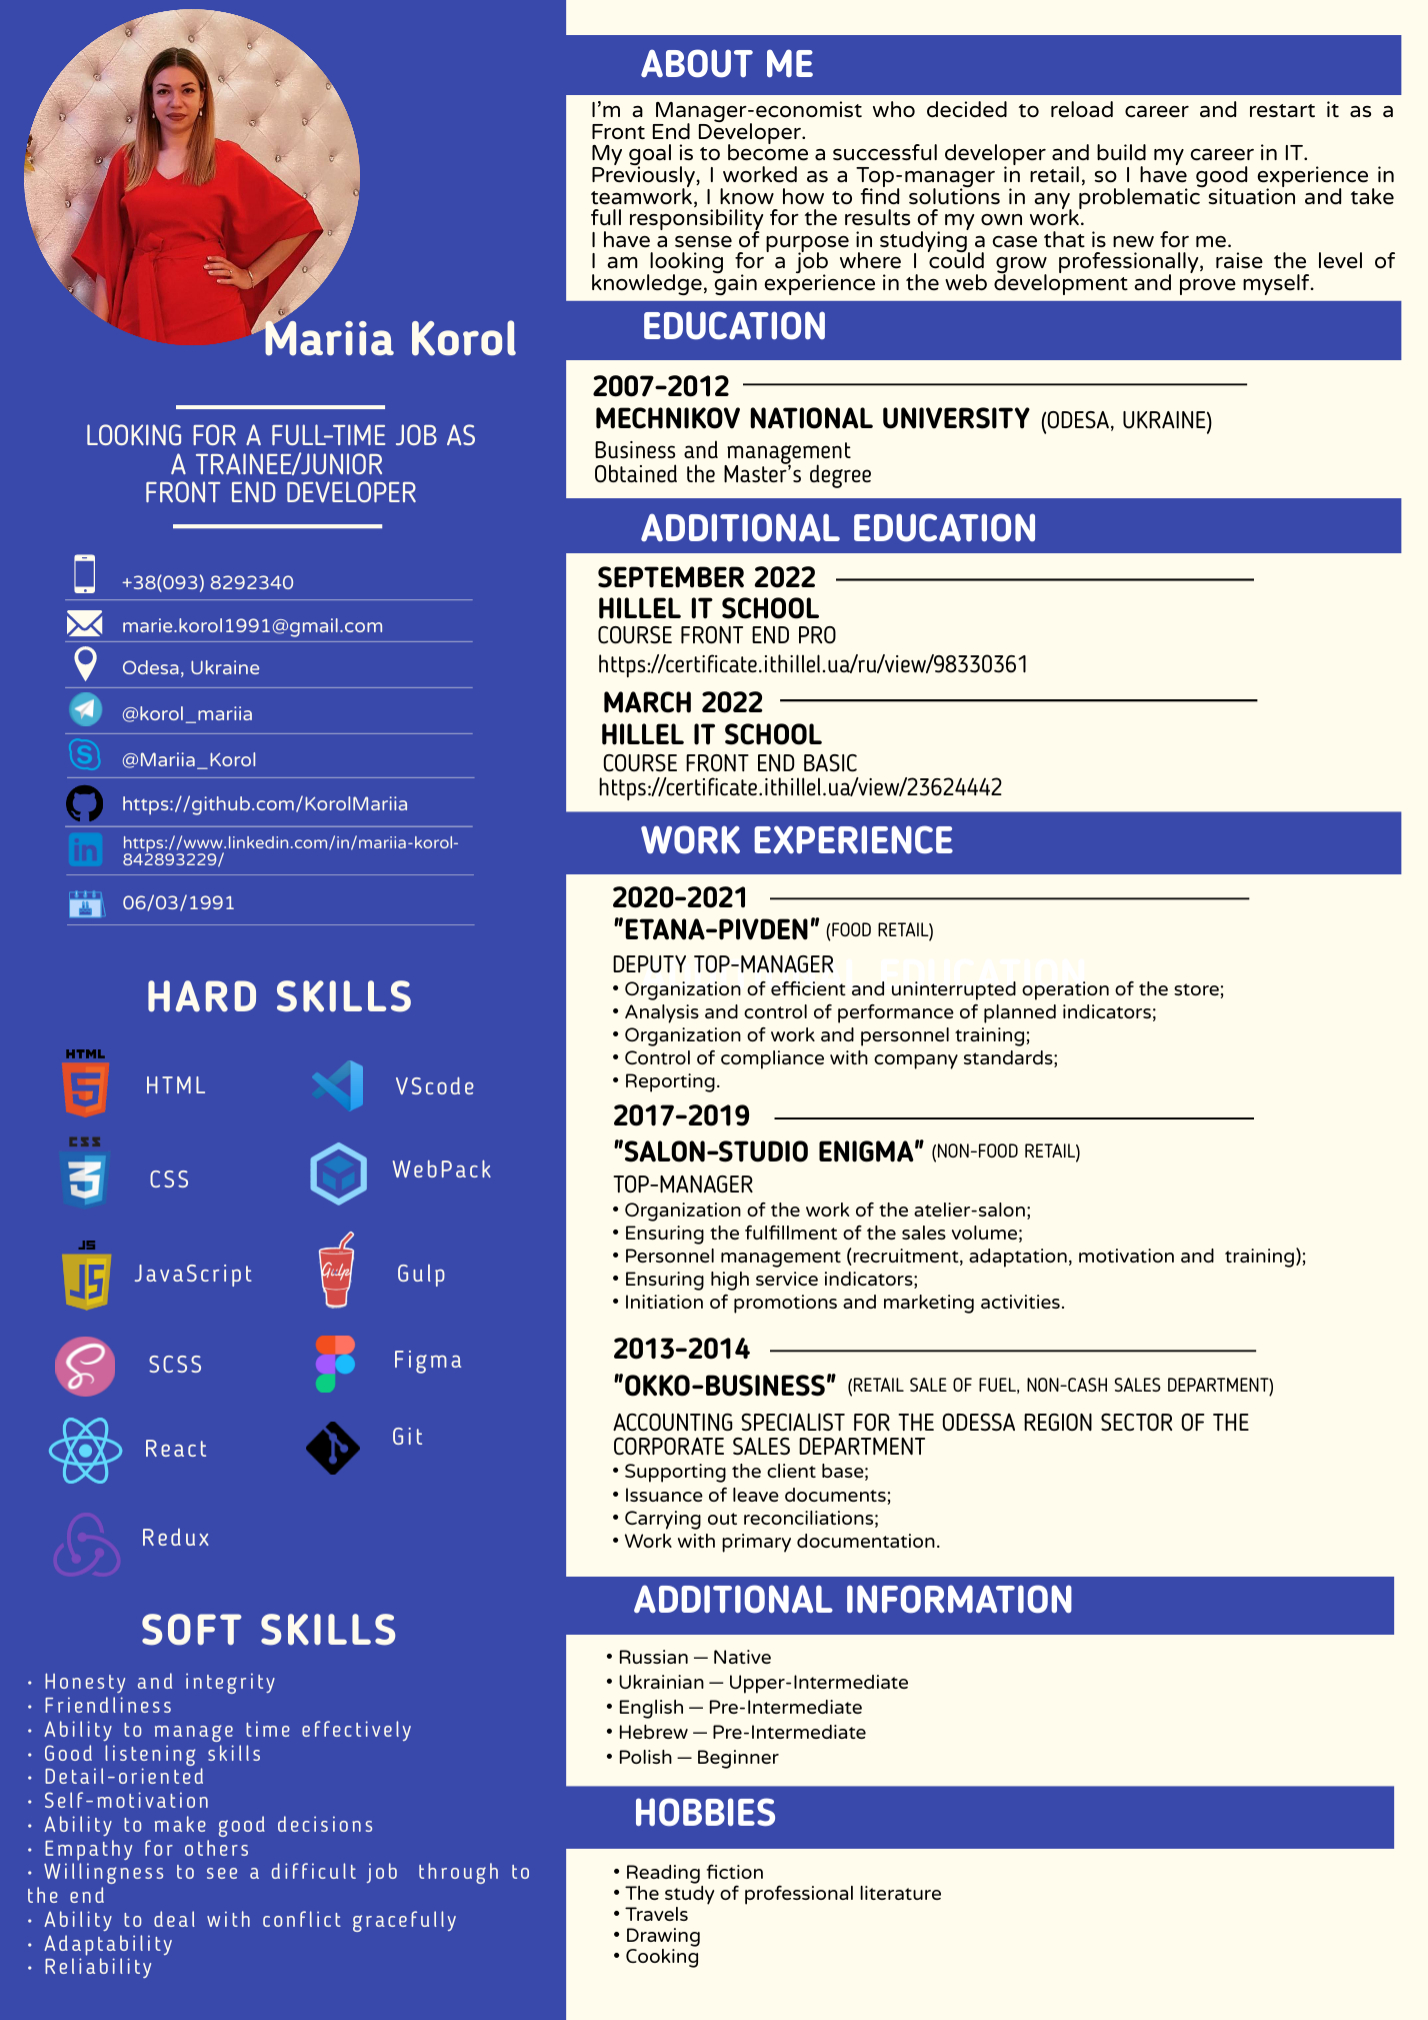 Mariia Korol
LOOKING FOR A FULL-TIME JOB AS
A TRAINEE/JUNIOR
FRONT END DEVELOPER
+38(093) 8292340
marie.korol1991@gmail.com
Odesa, Ukraine
@korol_mariia
@Mariia_Korol
https://github.com/KorolMariia
https://www.linkedin.com/in/mariia-korol-
842893229/
06/03/1991
HARD SKILLS
HTML
HTML
VScode
CSS
CSS
WebPack
JS
JavaScript
Gulp
Gulp
SCSS
Figma
React
Git
Redux
SOFT SKILLS
• Honesty and integrity
• Friendliness
• Ability to manage time effectively
• Good listening skills
• Detail-oriented
• Self-motivation
• Ability to make good decisions
• Empathy for others
• Willingness to see a difficult job through to
the end
• Ability to deal with conflict gracefully
• Adaptability
• Reliability
ABOUT ME
I'm a Manager-economist who decided to reload career and restart it as a
Front End Developer.
My goal is to become a successful developer and build my career in IT.
Previously, I worked as a Top-manager in retail, so I have good experience in
teamwork, I know how to find solutions in any problematic situation and take
full responsibility for the results of my own work.
I have a sense of purpose in studying a case that is new for me.
I am looking for a job where I could grow professionally, raise the level of
knowledge, gain experience in the web development and prove myself.
EDUCATION
2007-2012
MECHNIKOV NATIONAL UNIVERSITY (ODESA, UKRAINE)
Business and management
Obtained the Master's degree
ADDITIONAL EDUCATION
SEPTEMBER 2022
HILLEL IT SCHOOL
COURSE FRONT END PRO
https://certificate.ithillel.ua/ru/view/98330361
MARCH 2022
HILLEL IT SCHOOL
COURSE FRONT END BASIC
https://certificate.ithillel.ua/view/23624442
WORK EXPERIENCE
2020-2021
"ETANA-PIVDEN" (FOOD RETAIL)
DEPUTY TOP-MANAGER
EDUCATION
• Organization of efficient and uninterrupted operation of the store;
• Analysis and control of performance of planned indicators;
• Organization of work and personnel training;
• Control of compliance with company standards;
• Reporting.
2017-2019
"SALON-STUDIO ENIGMA" (NON-FOOD RETAIL)
TOP-MANAGER
• Organization of the work of the atelier-salon;
• Ensuring the fulfillment of the sales volume;
• Personnel management (recruitment, adaptation, motivation and training);
• Ensuring high service indicators;
• Initiation of promotions and marketing activities.
2013-2014
"OKKO-BUSINESS" (RETAIL SALE OF FUEL, NON-CASH SALES DEPARTMENT)
ACCOUNTING SPECIALIST FOR THE ODESSA REGION SECTOR OF THE
CORPORATE SALES DEPARTMENT
• Supporting the client base;
• Issuance of leave documents;
• Carrying out reconciliations;
• Work with primary documentation.
ADDITIONAL INFORMATION
• Russian — Native
• Ukrainian — Upper-Intermediate
• English — Pre-Intermediate
• Hebrew — Pre-Intermediate
• Polish — Beginner
HOBBIES
• Reading fiction
• The study of professional literature
• Travels
• Drawing
• Cooking